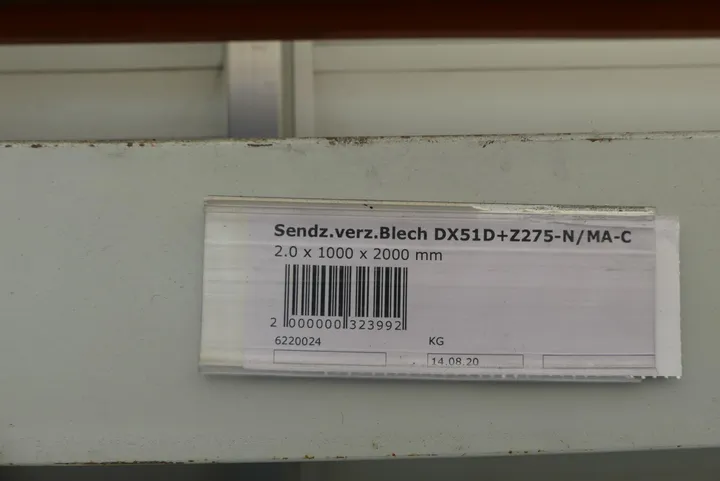 Sendz.verz.Blech DX51D+Z275-N/MA-C
2.0 x 1000 x 2000 mm
2 000000 323992
6220024 KG
14.08.20